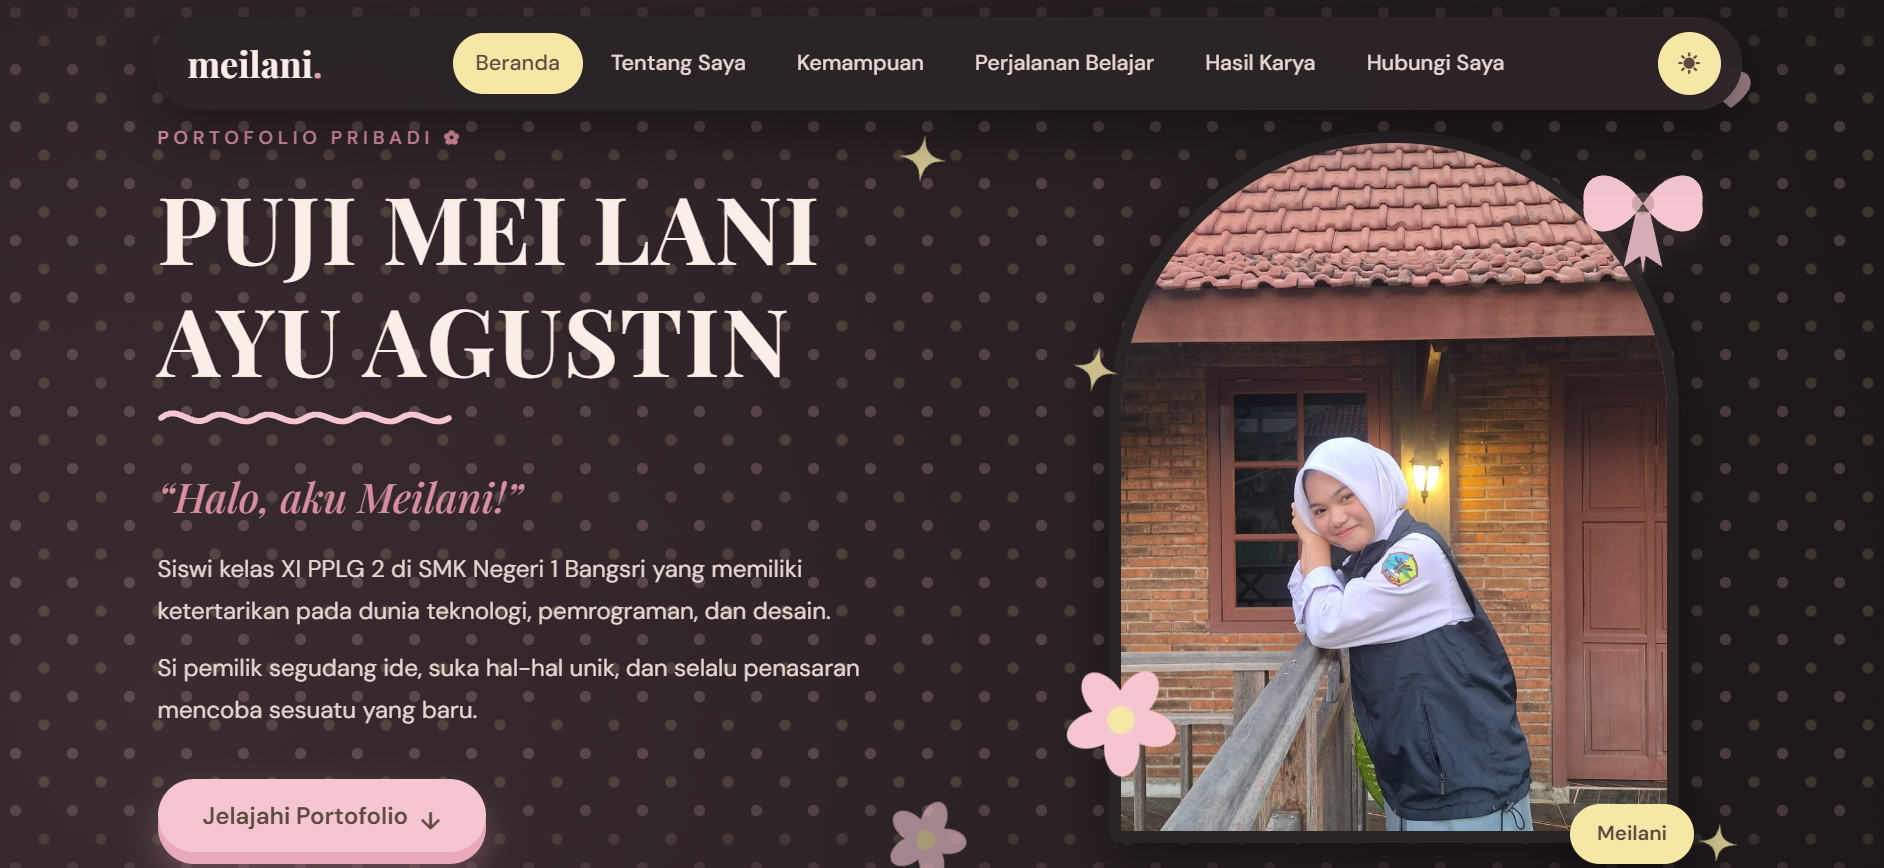 meilani.
Beranda
Tentang Saya
Kemampuan
Perjalanan Belajar
Hasil Karya
Hubungi Saya
PORTOFOLIO PRIBADI
PUJI MEI LANI
AYU AGUSTIN
“Halo, aku Meilani!”
Siswi kelas XI PPLG 2 di SMK Negeri 1 Bangsri yang memiliki
ketertarikan pada dunia teknologi, pemrograman, dan desain.
Si pemilik segudang ide, suka hal-hal unik, dan selalu penasaran
mencoba sesuatu yang baru.
Jelajahi Portofolio ↓
Meilani